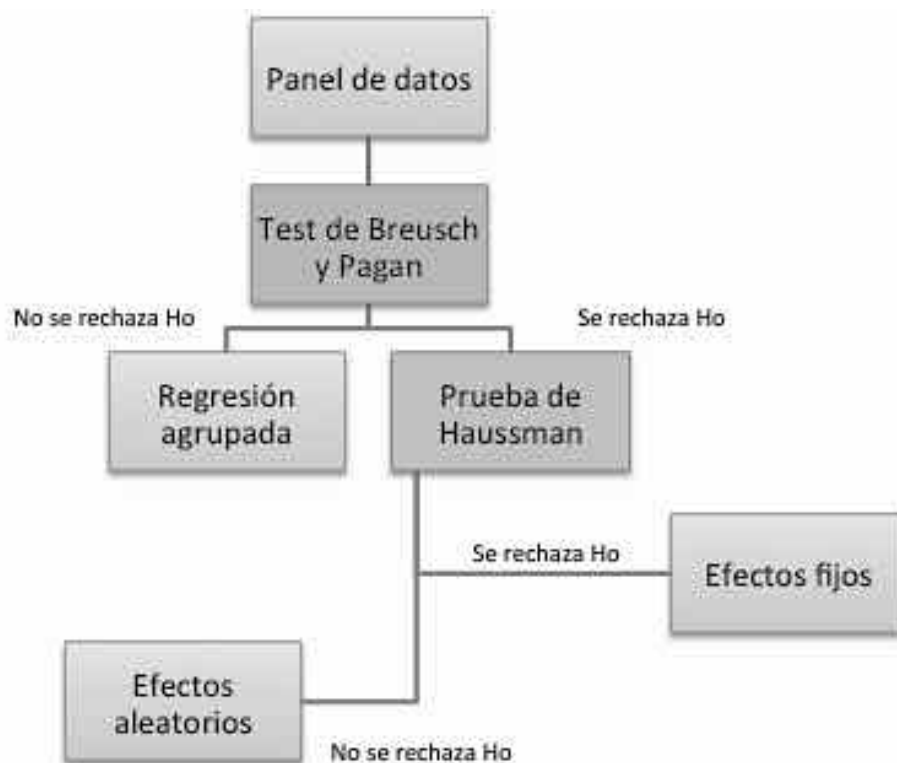 Panel de datos
Test de Breusch
y Pagan
No se rechaza Ho
Se rechaza Ho
Regresión
agrupada
Prueba de
Haussman
Se rechaza Ho
Efectos fijos
Efectos
aleatorios
No se rechaza Ho